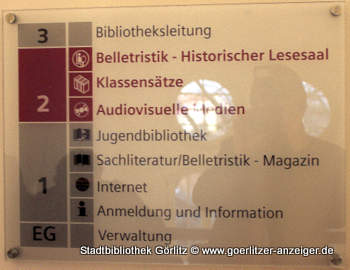 3 Bibliotheksleitung
Belletristik - Historischer Lesesaal
Klassensätze
2 Audiovisuelle Medien
Jugendbibliothek
Sachliteratur/Belletristik - Magazin
1 Internet
Anmeldung und Information
EG Verwaltung
Stadtbibliothek Görlitz © www.goerlitzer-anzeiger.de